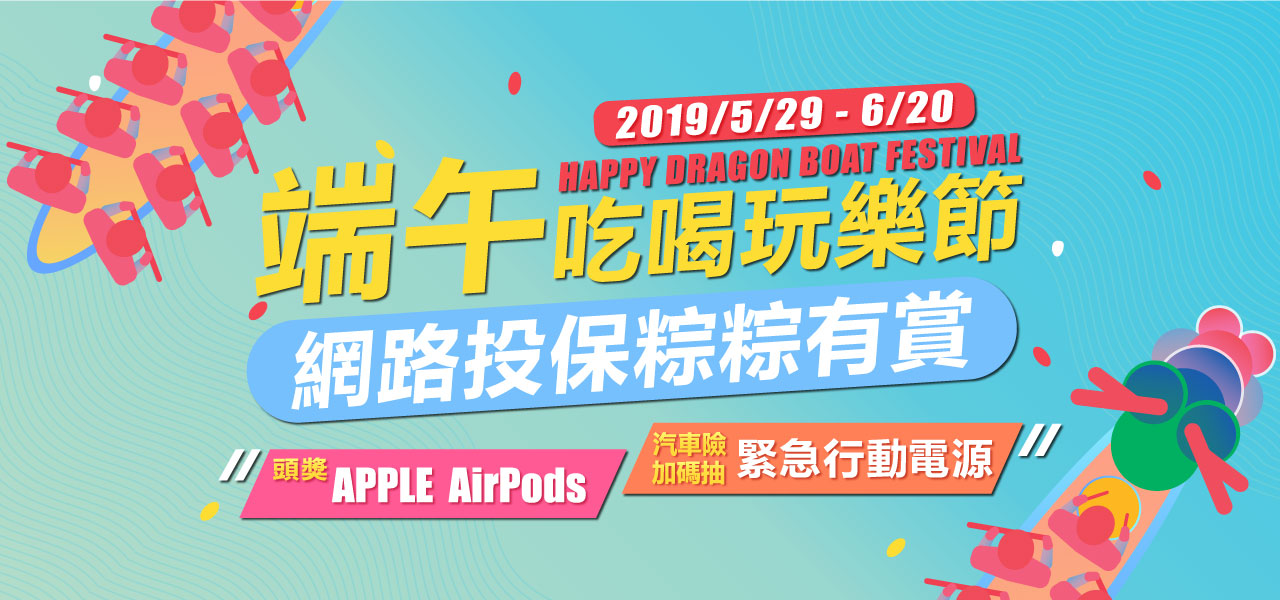 2019/5/29 - 6/20
HAPPY DRAGON BOAT FESTIVAL
端午吃喝玩樂節
網路投保粽粽有賞
頭獎 APPLE AirPods
汽車險
加碼抽
緊急行動電源